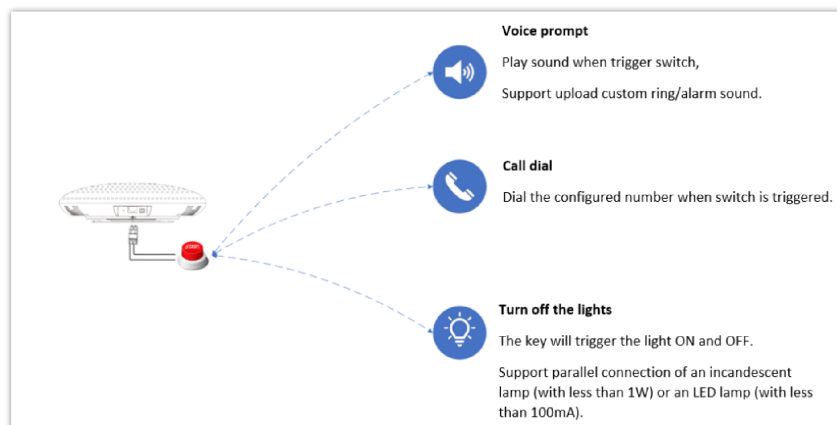 Voice prompt
Play sound when trigger switch,
Support upload custom ring/alarm sound.
Call dial
Dial the configured number when switch is triggered.
Turn off the lights
The key will trigger the light ON and OFF.
Support parallel connection of an incandescent
lamp (with less than 1W) or an LED lamp (with less
than 100mA).